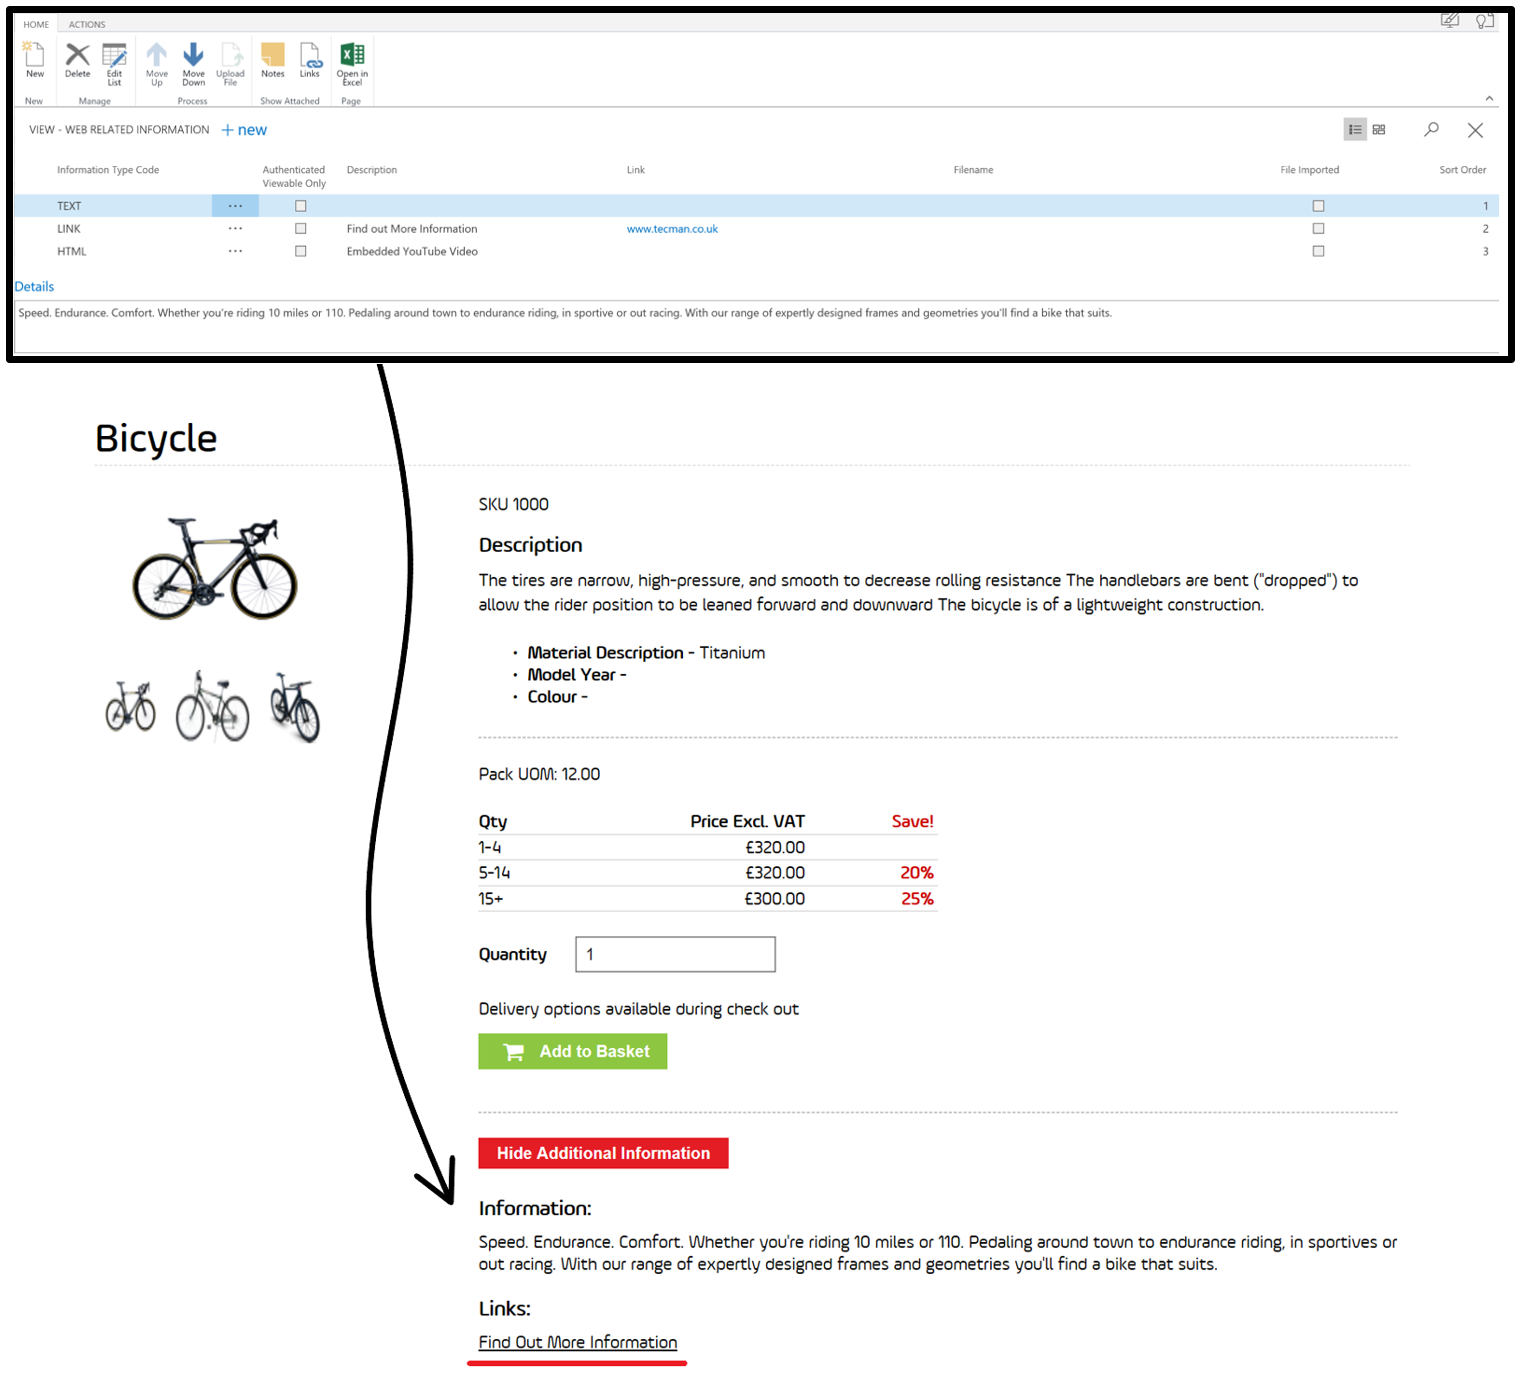 HOME ACTIONS
New Delete Edit List Move Up Move Down Upload File Notes Links Open in Excel
New Manage Process Show Attached Page
VIEW - WEB RELATED INFORMATION + new
Information Type Code Authenticated Viewable Only Description Link Filename File Imported Sort Order
TEXT ... 1
LINK ... Find out More Information www.tecman.co.uk 2
HTML ... Embedded YouTube Video 3
Details
Speed. Endurance. Comfort. Whether you're riding 10 miles or 110. Pedaling around town to endurance riding, in sportive or out racing. With our range of expertly designed frames and geometries you'll find a bike that suits.
Bicycle
SKU 1000
Description
The tires are narrow, high-pressure, and smooth to decrease rolling resistance The handlebars are bent ("dropped") to
allow the rider position to be leaned forward and downward The bicycle is of a lightweight construction.
• Material Description - Titanium
• Model Year -
• Colour -
Pack UOM: 12.00
Qty Price Excl. VAT Save!
1-4 £320.00
5-14 £320.00 20%
15+ £300.00 25%
Quantity 1
Delivery options available during check out
Add to Basket
Hide Additional Information
Information:
Speed. Endurance. Comfort. Whether you're riding 10 miles or 110. Pedaling around town to endurance riding, in sportives or
out racing. With our range of expertly designed frames and geometries you'll find a bike that suits.
Links:
Find Out More Information